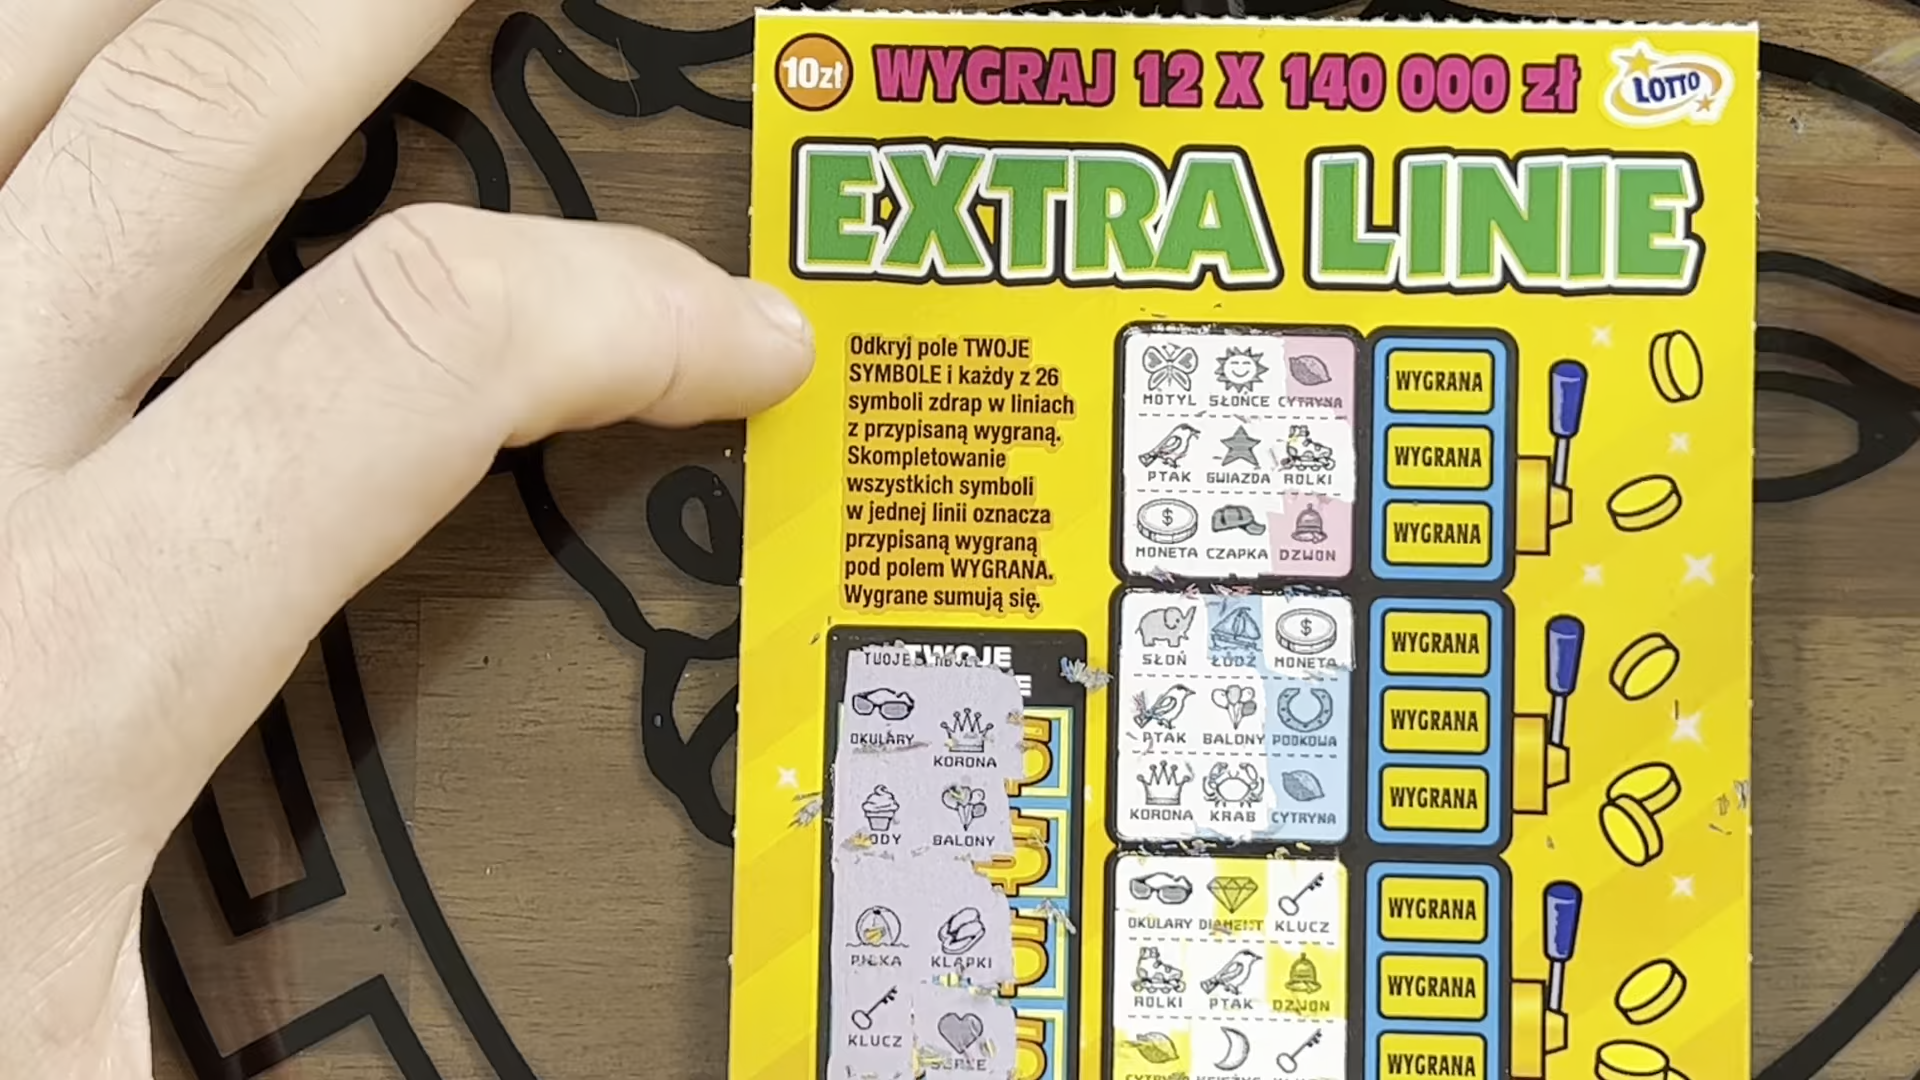 10zł WYGRAJ 12 X 140 000 zł LOTTO
EXTRA LINIE
Odkryj pole TWOJE
SYMBOLE i każdy z 26
symboli zdrap w liniach
z przypisaną wygraną.
Skompletowanie
wszystkich symboli
w jednej linii oznacza
przypisaną wygraną
pod polem WYGRANA.
Wygrane sumują się.
TWOJE
TWOJE
OKULARY
KORONA
BALONY
PIŁKA KLAPKI
KLUCZ
MOTYL SŁOŃCE CYTRYNA WYGRANA
PTAK GWIAZDA ROLKI WYGRANA
$
MONETA CZAPKA DZWON WYGRANA
$
SŁOŃ ŁÓDŹ MONETA WYGRANA
PTAK BALONY PODKOWA WYGRANA
KORONA KRAB CYTRYNA WYGRANA
OKULARY DIAMENT KLUCZ WYGRANA
ROLKI PTAK DZWON WYGRANA
WYGRANA